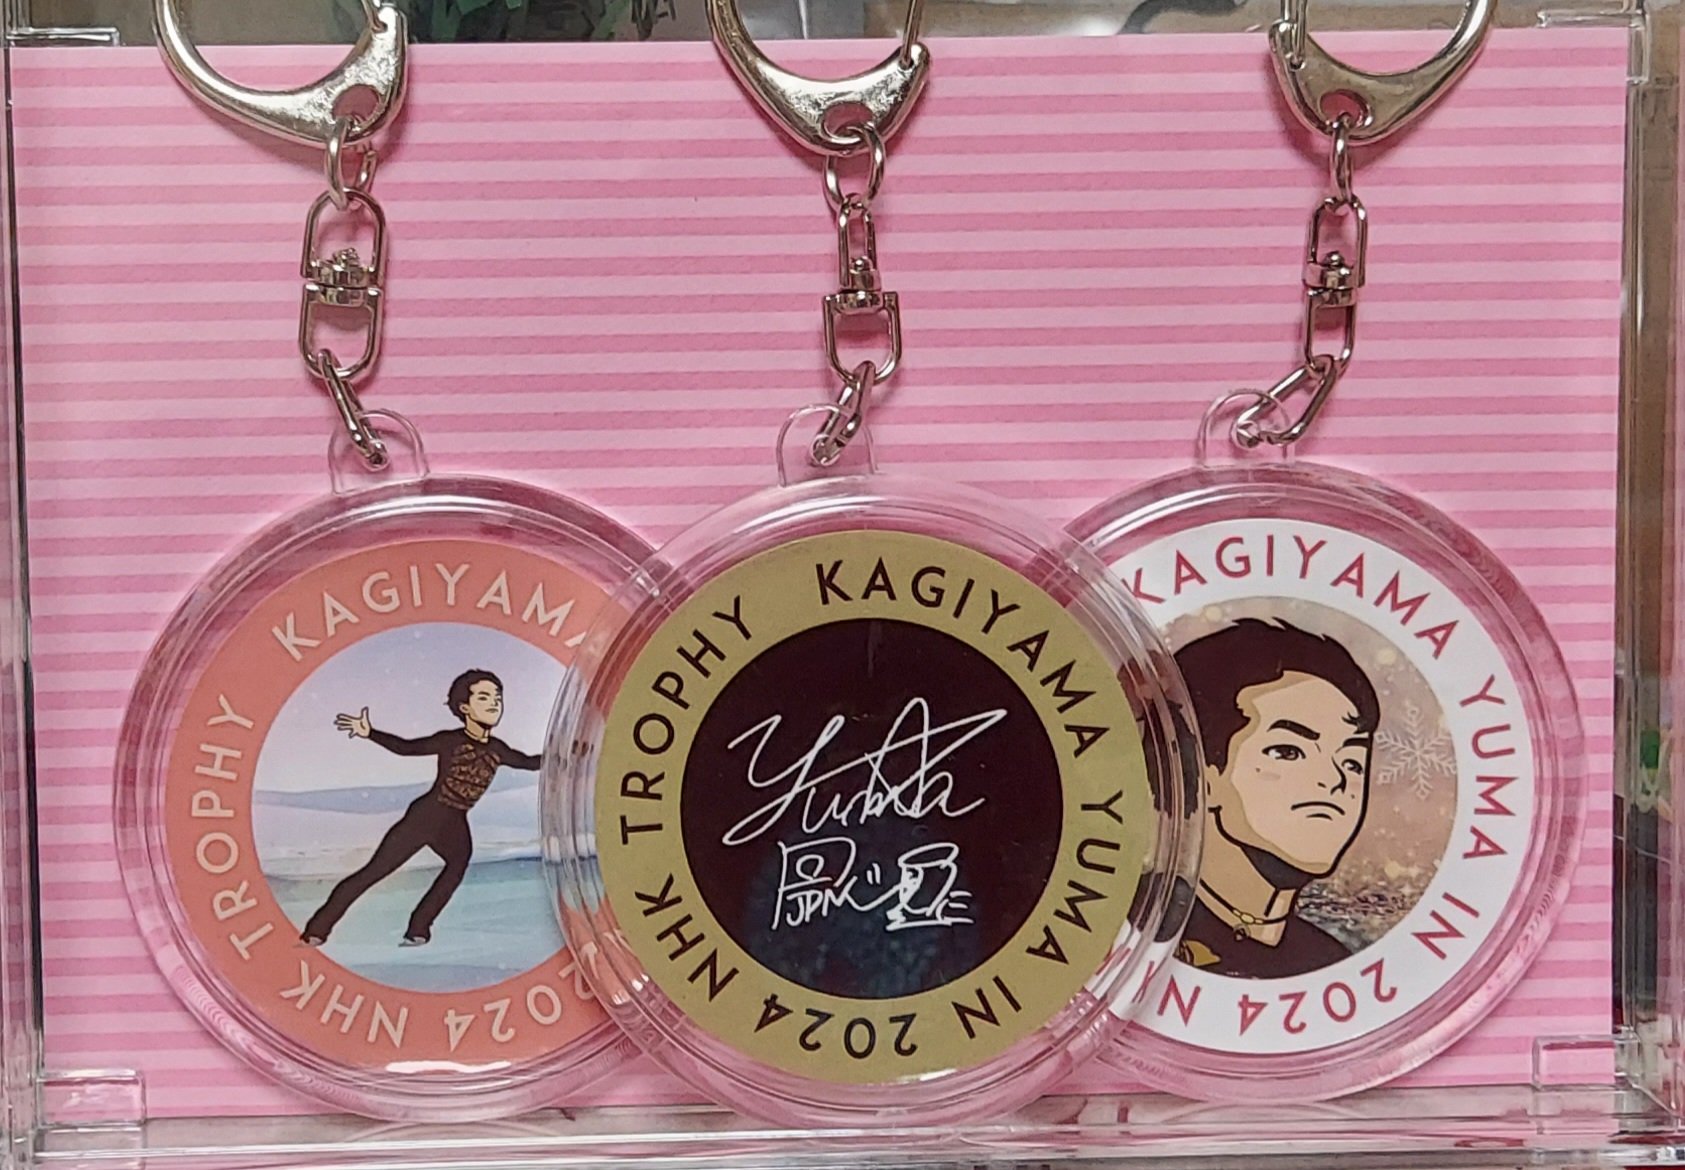 KAGIYAMA
2024 NHK TROPHY
KAGIYAMA YUMA IN 2024 NHK TROPHY
Yuma
JPN
KAGIYAMA YUMA IN 2024